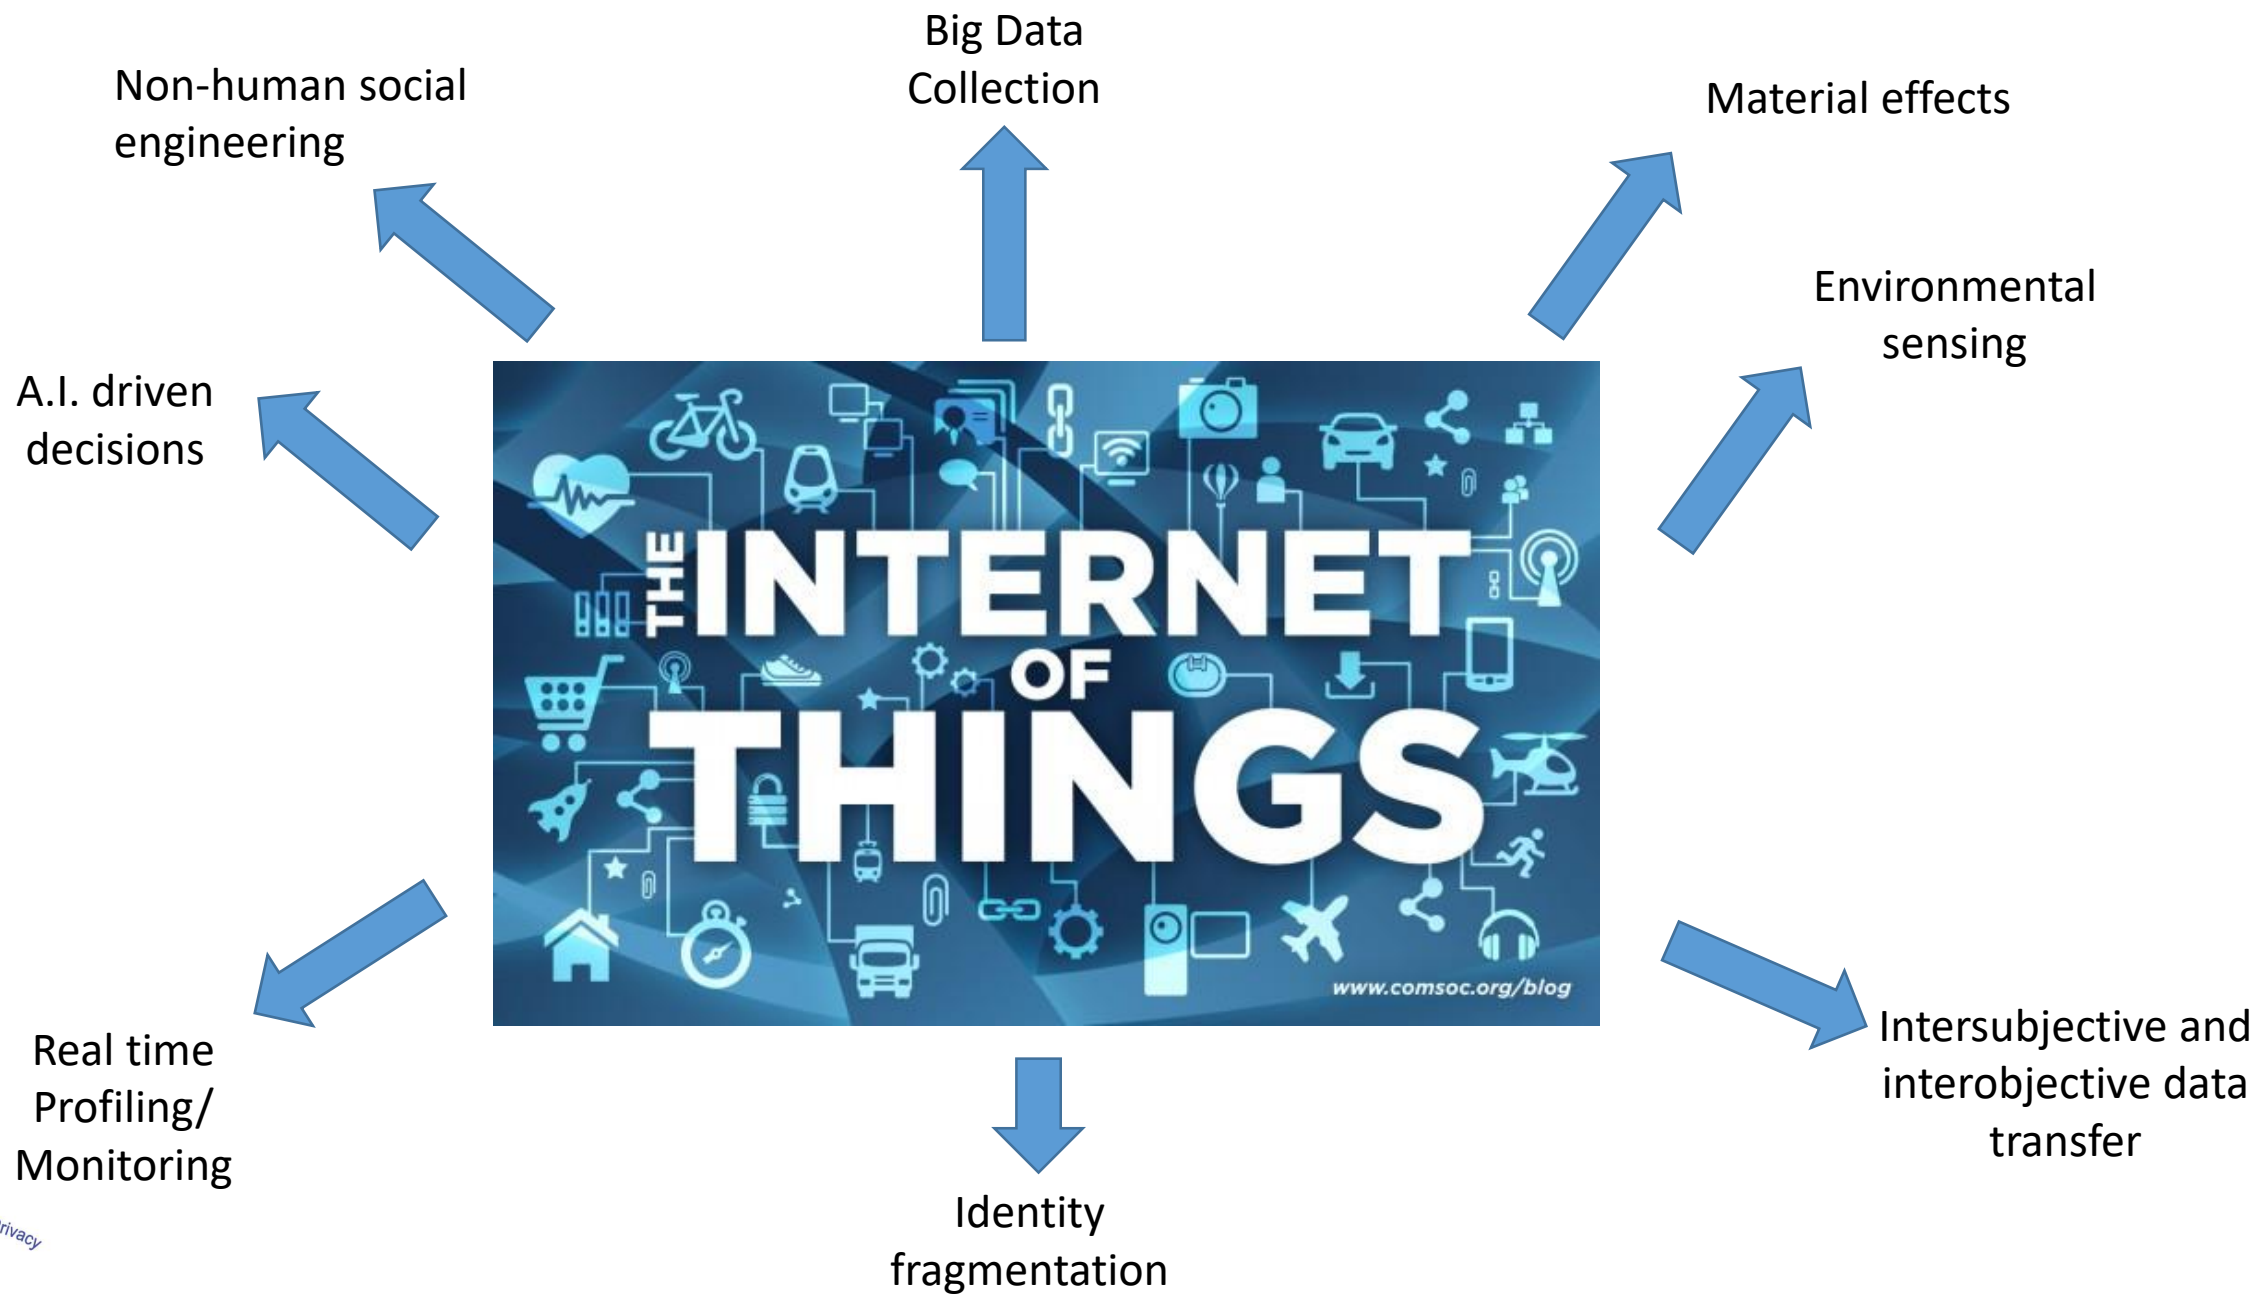 Big Data
Collection
Non-human social
engineering
Material effects
Environmental
sensing
A.I. driven
decisions
THE
INTERNET
OF
THINGS
www.comsoc.org/blog
Real time
Profiling/
Monitoring
Intersubjective and
interobjective data
transfer
Identity
fragmentation